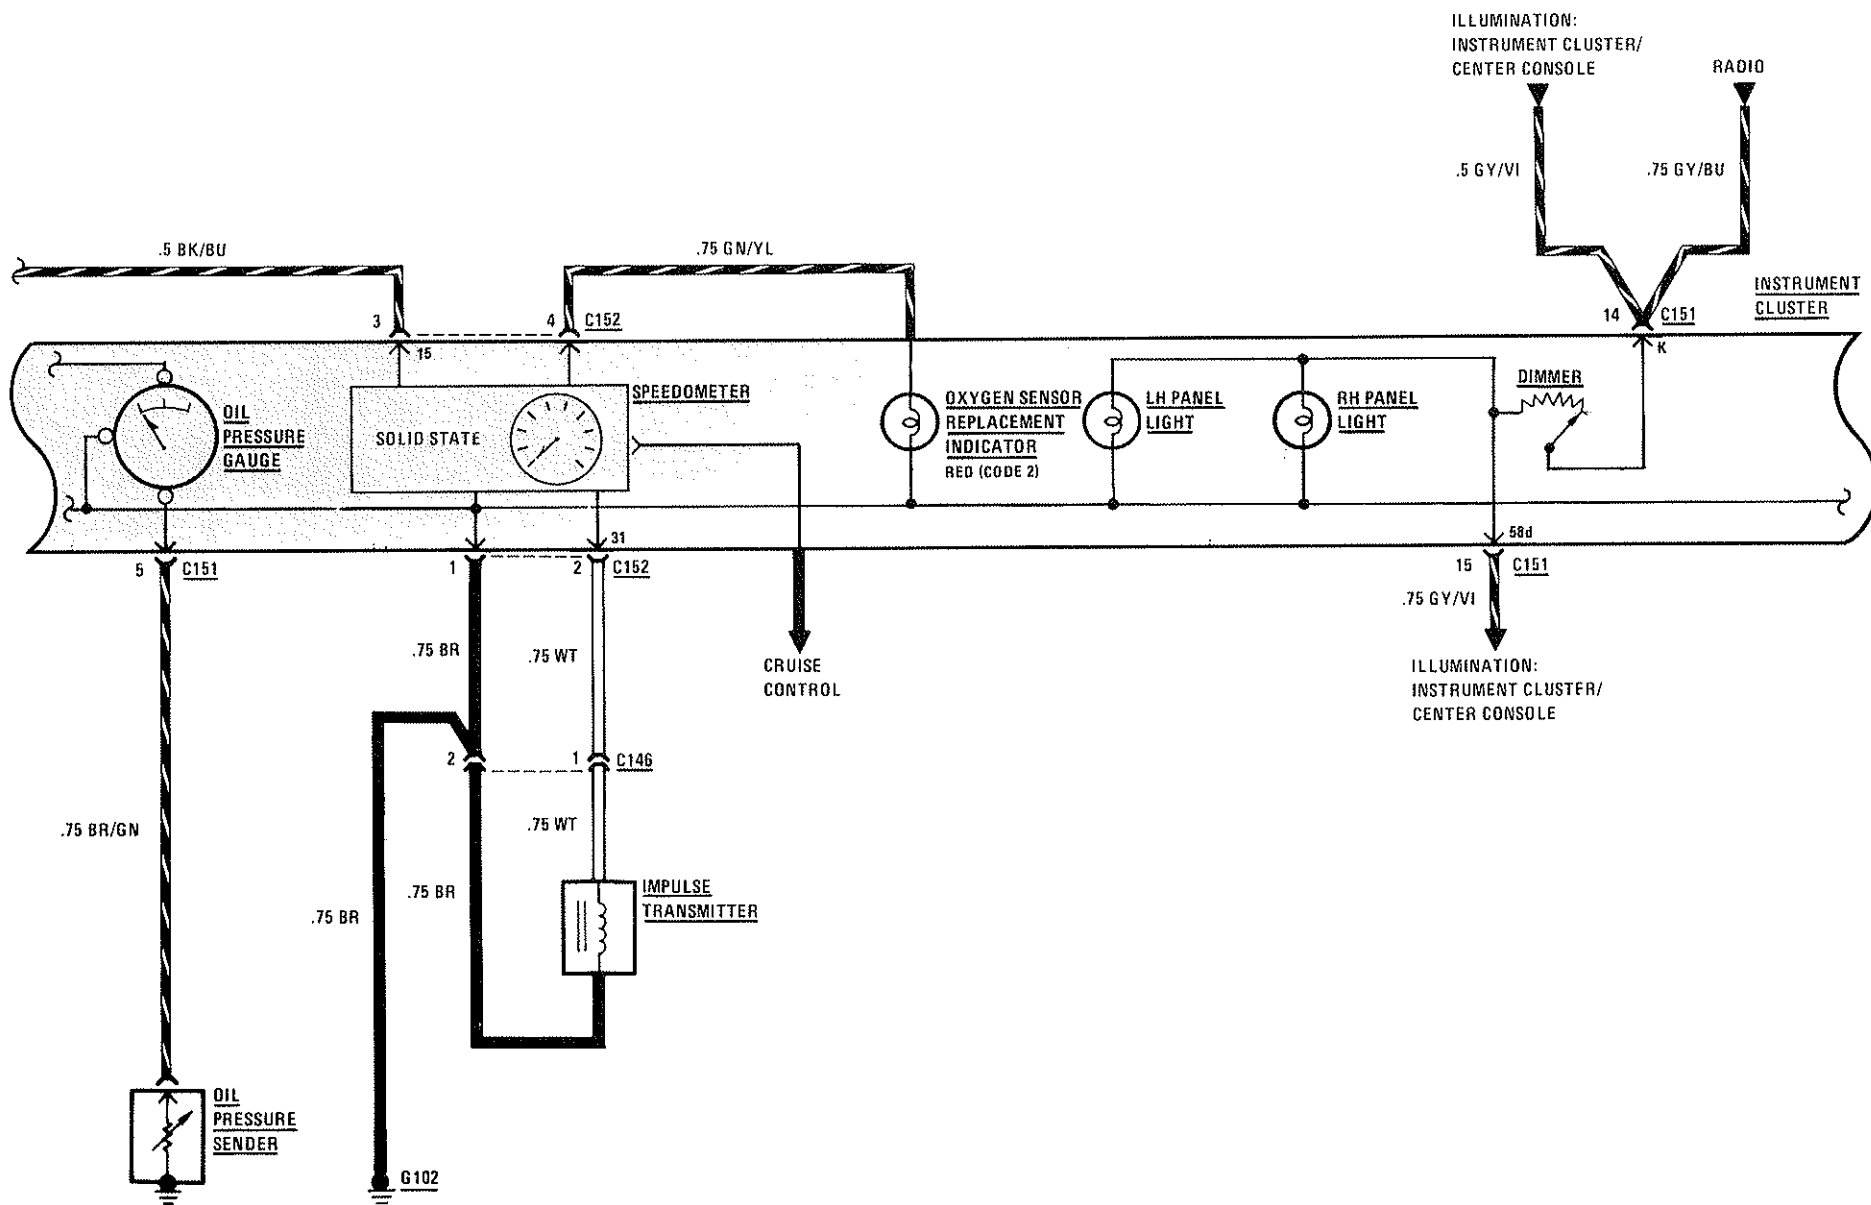 ILLUMINATION:
INSTRUMENT CLUSTER/
CENTER CONSOLE
RADIO
.5 GY/VI
.75 GY/BU
.5 BK/BU
.75 GN/YL
INSTRUMENT
CLUSTER
3
4
C152
14
C151
15
K
SPEEDOMETER
OIL
PRESSURE
GAUGE
SOLID STATE
OXYGEN SENSOR
REPLACEMENT
INDICATOR
RED (CODE 2)
LH PANEL
LIGHT
RH PANEL
LIGHT
DIMMER
31
58d
5
C151
1
2
C152
15
C151
.75 GY/VI
.75 BR
.75 WT
CRUISE
CONTROL
ILLUMINATION:
INSTRUMENT CLUSTER/
CENTER CONSOLE
2
1
C146
.75 BR/GN
.75 WT
.75 BR
.75 BR
IMPULSE
TRANSMITTER
OIL
PRESSURE
SENDER
G102